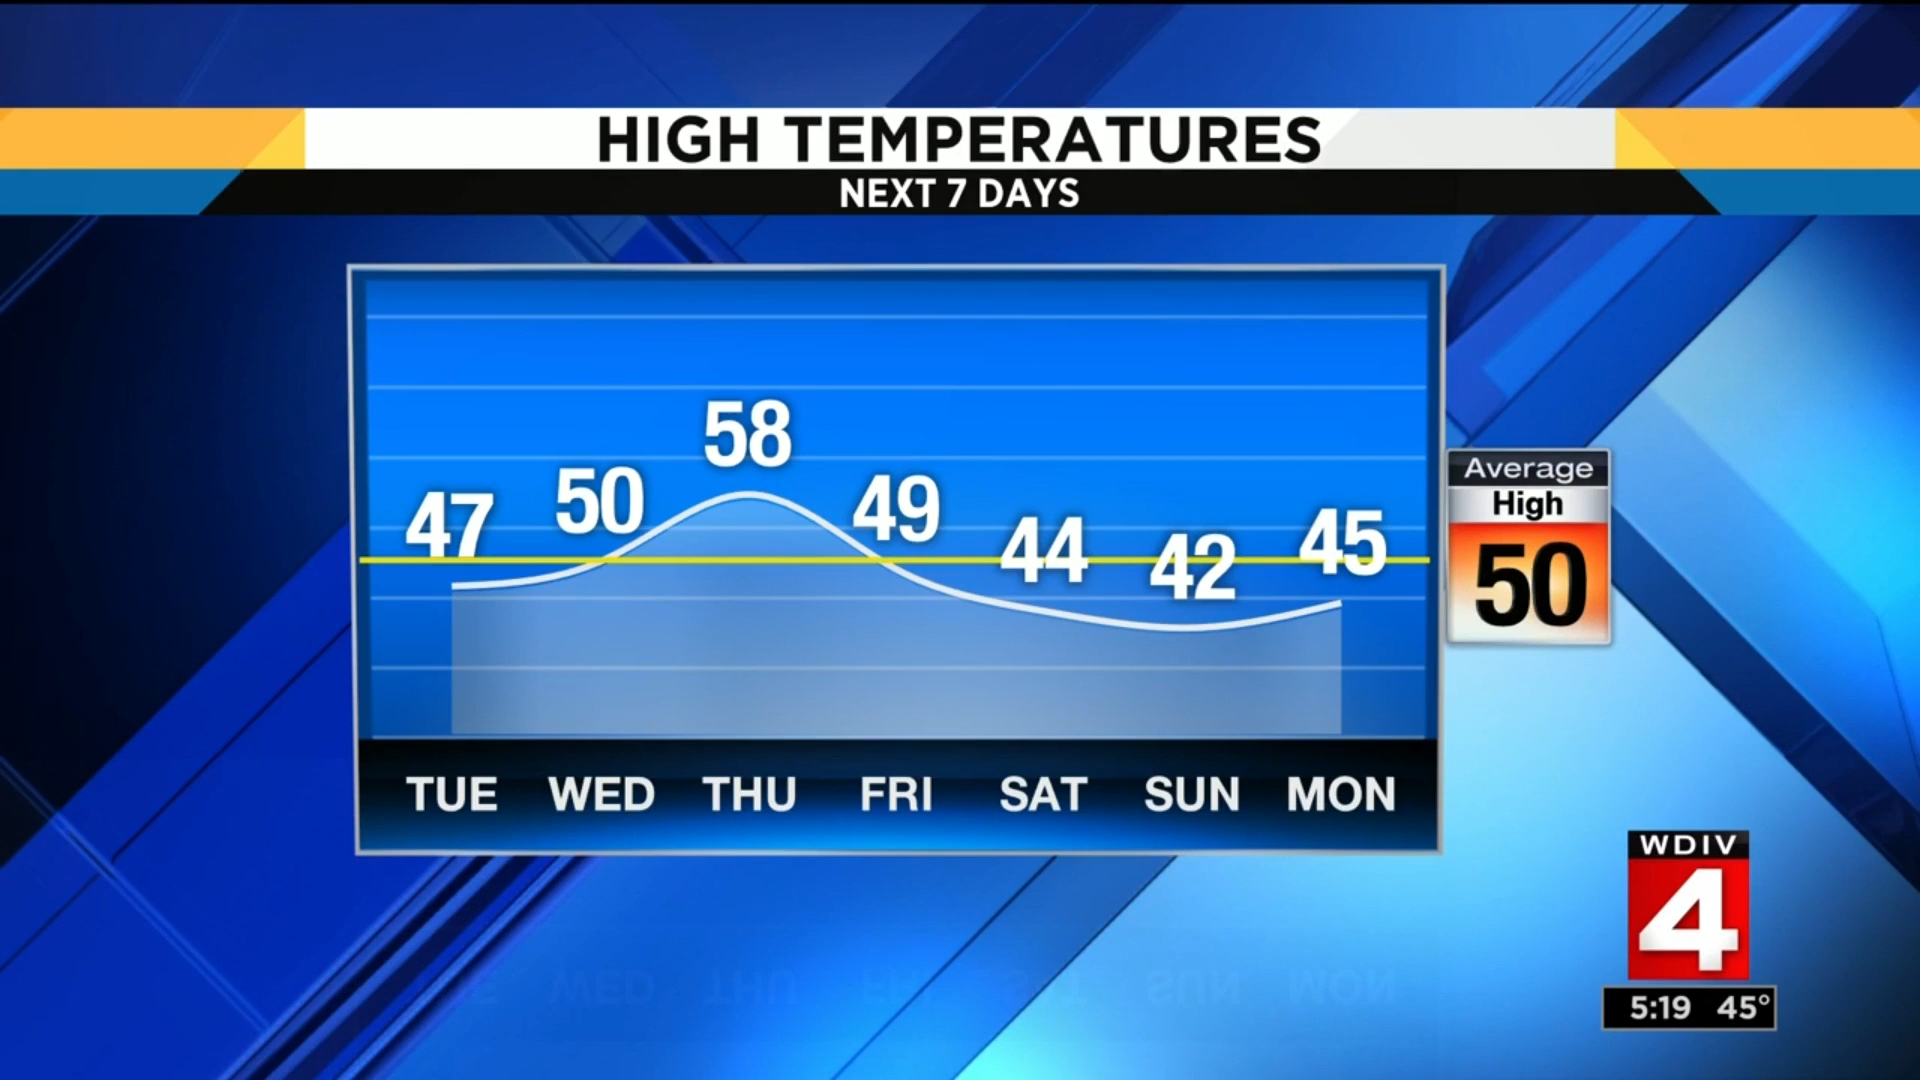 HIGH TEMPERATURES
NEXT 7 DAYS
47 50 58 49 44 42 45
Average
High
50
TUE WED THU FRI SAT SUN MON
WDIV
4
5:19 45°